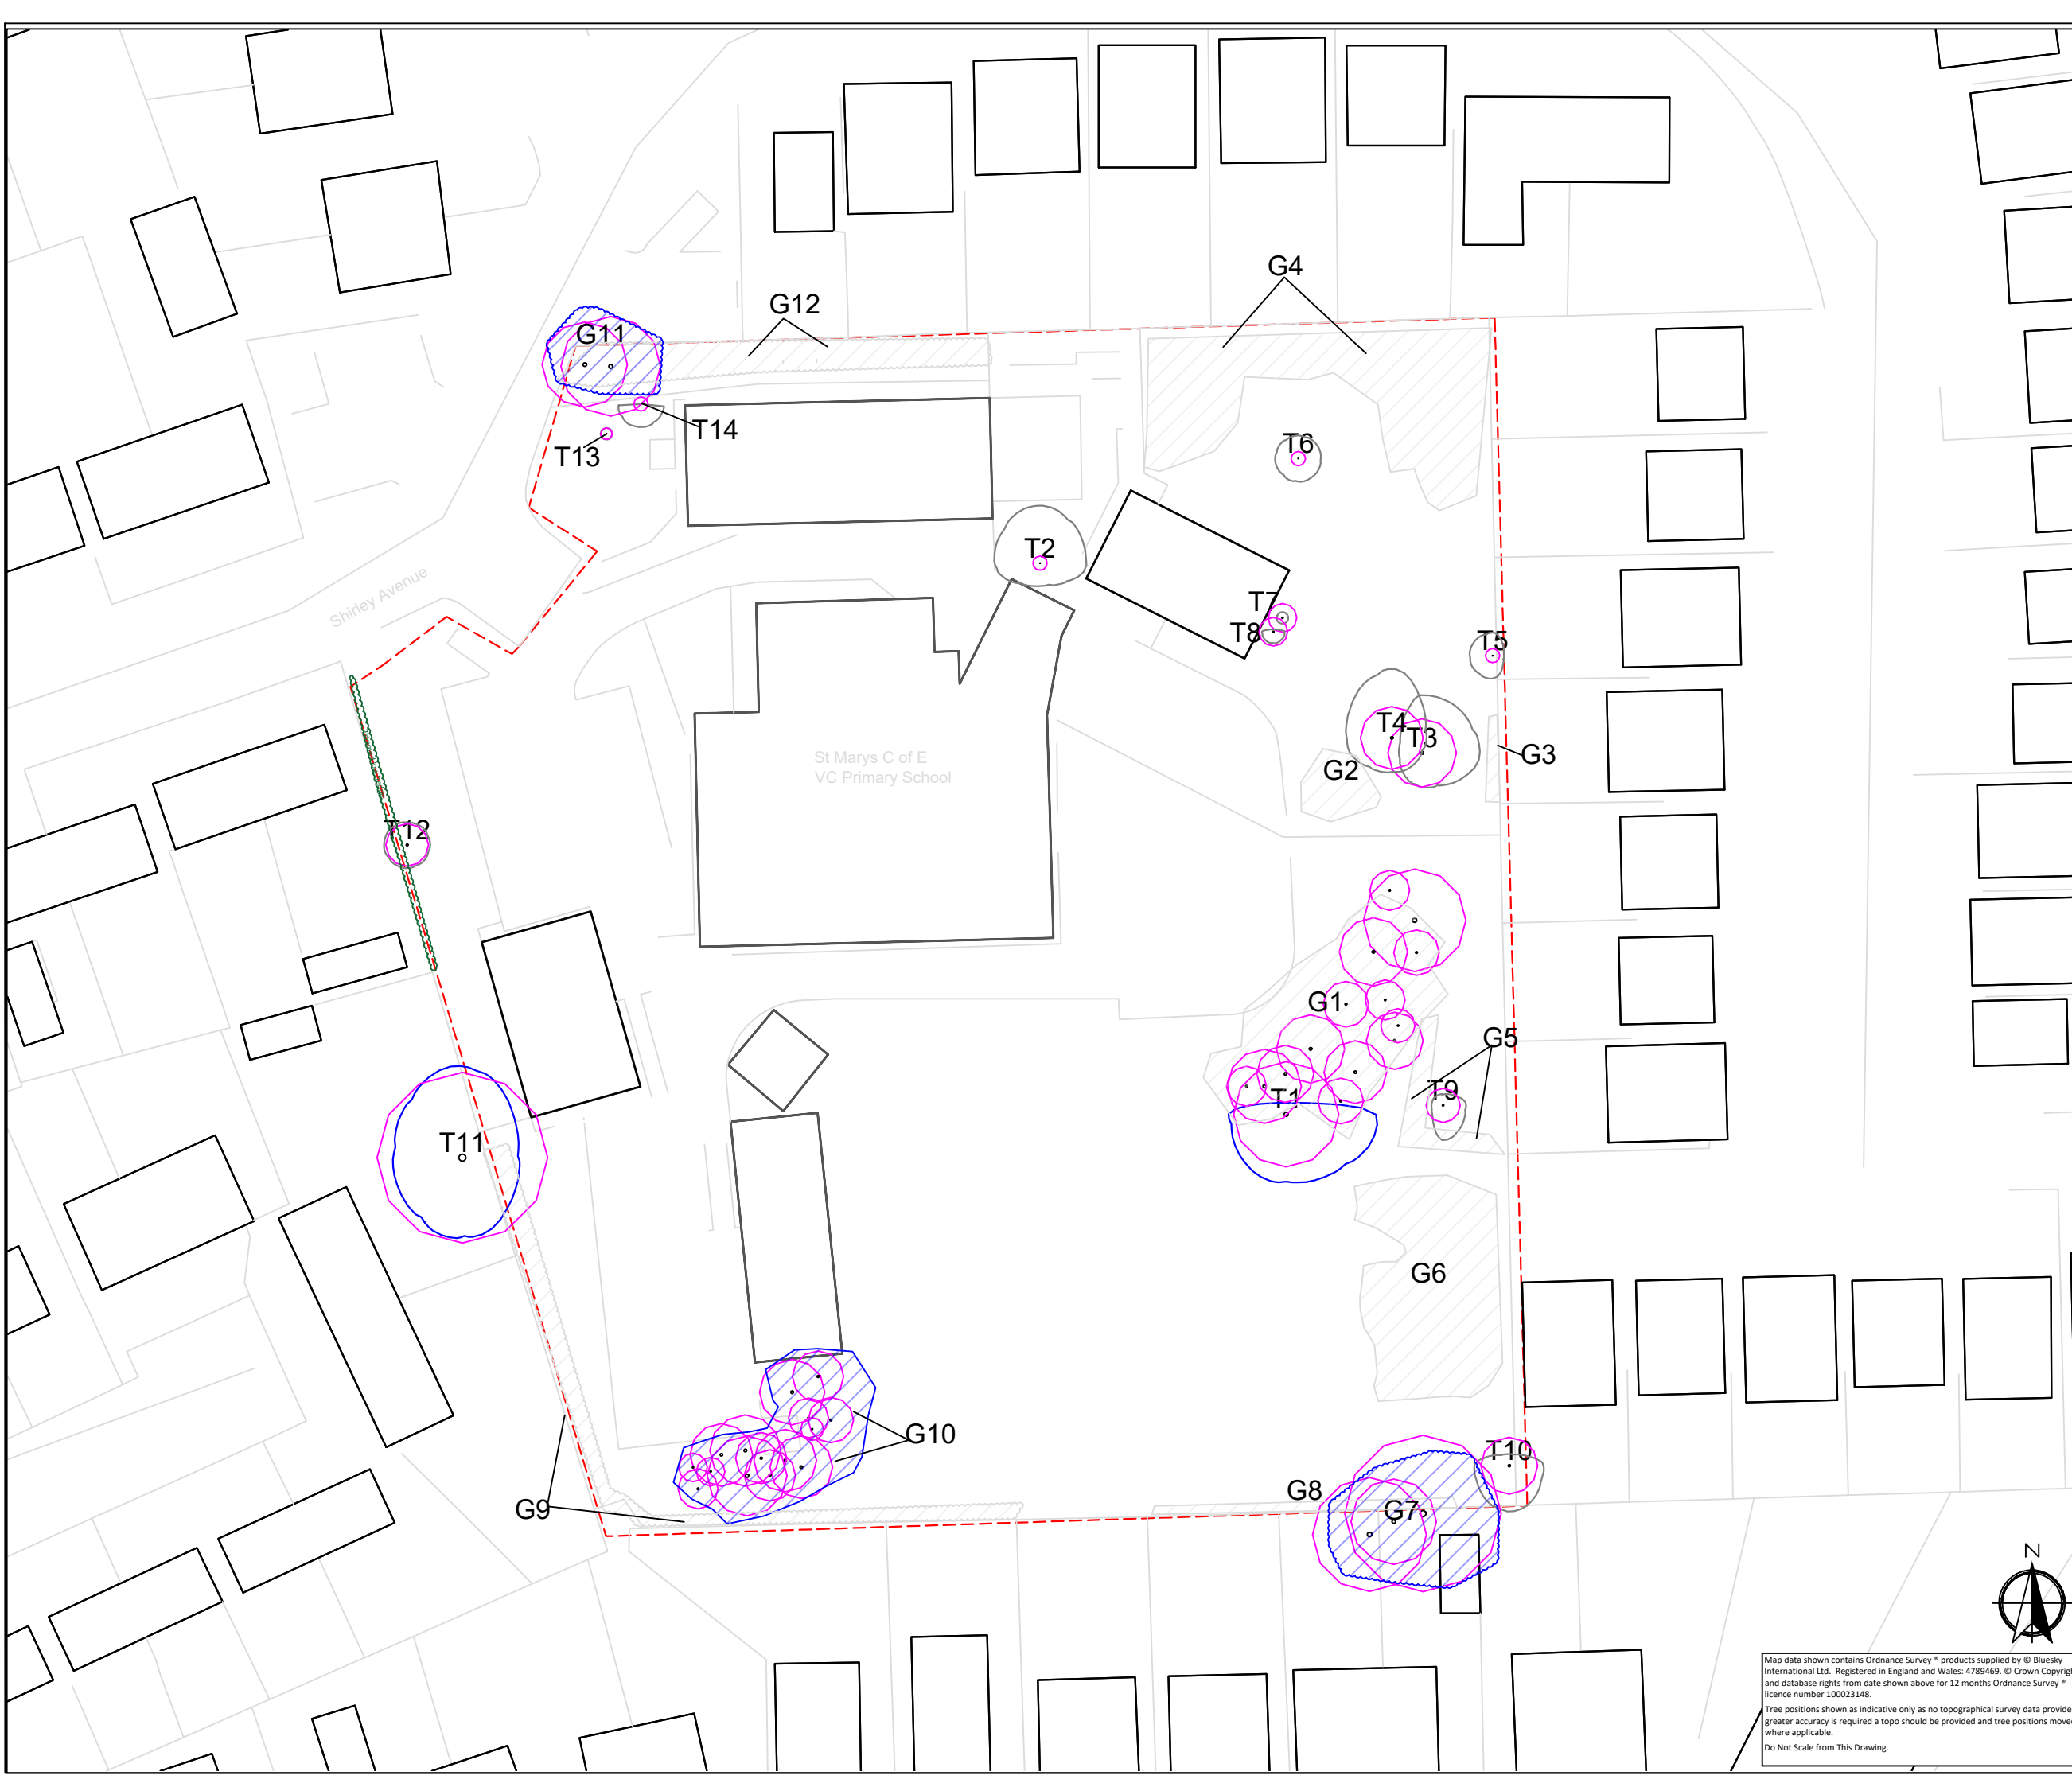 G4
G12
G11
T14
T13
T6
T2
Shirley Avenue
T7
T8
T5
T4
T3
G3
G2
St Marys C of E
VC Primary School
T12
G1
G5
T9
T1
T11
G6
G10
T10
G8
G9
G7
N
Map data shown contains Ordnance Survey ® products supplied by © Bluesky
International Ltd. Registered in England and Wales: 4789469. © Crown
and database rights from date shown above for 12 months Ordnance Survey ®
licence number 100023148.
Tree positions shown as indicative only as no topographical survey data
greater accuracy is required a topo should be provided and tree positions
where applicable.
Do Not Scale from This Drawing.